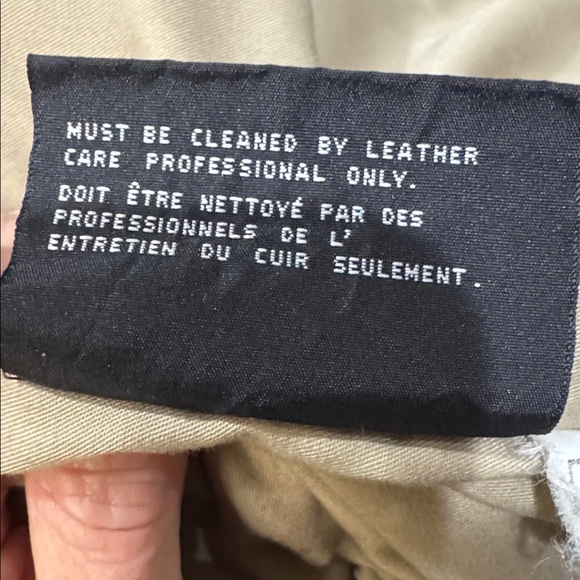 MUST BE CLEANED BY LEATHER
CARE PROFESSIONAL ONLY.
DOIT ÊTRE NETTOYÉ PAR DES
PROFESSIONNELS DE L'
ENTRETIEN DU CUIR SEULEMENT.